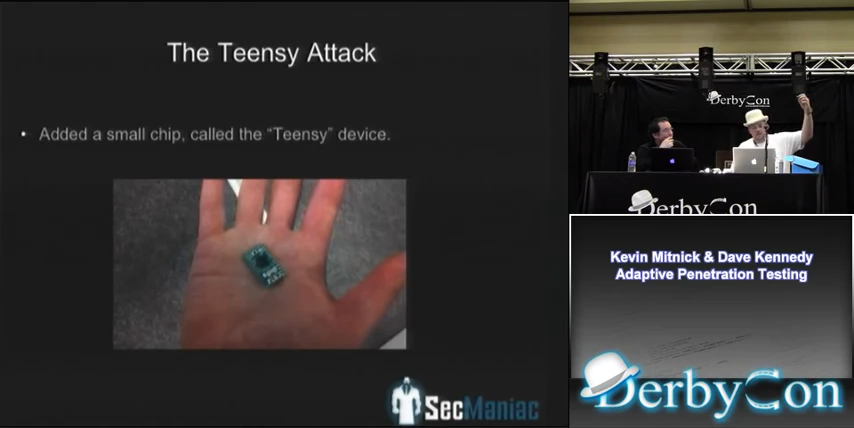 The Teensy Attack
• Added a small chip, called the “Teensy” device.
SecManiac
DerbyCon
DerbyCon
Kevin Mitnick & Dave Kennedy
Adaptive Penetration Testing
DerbyCon